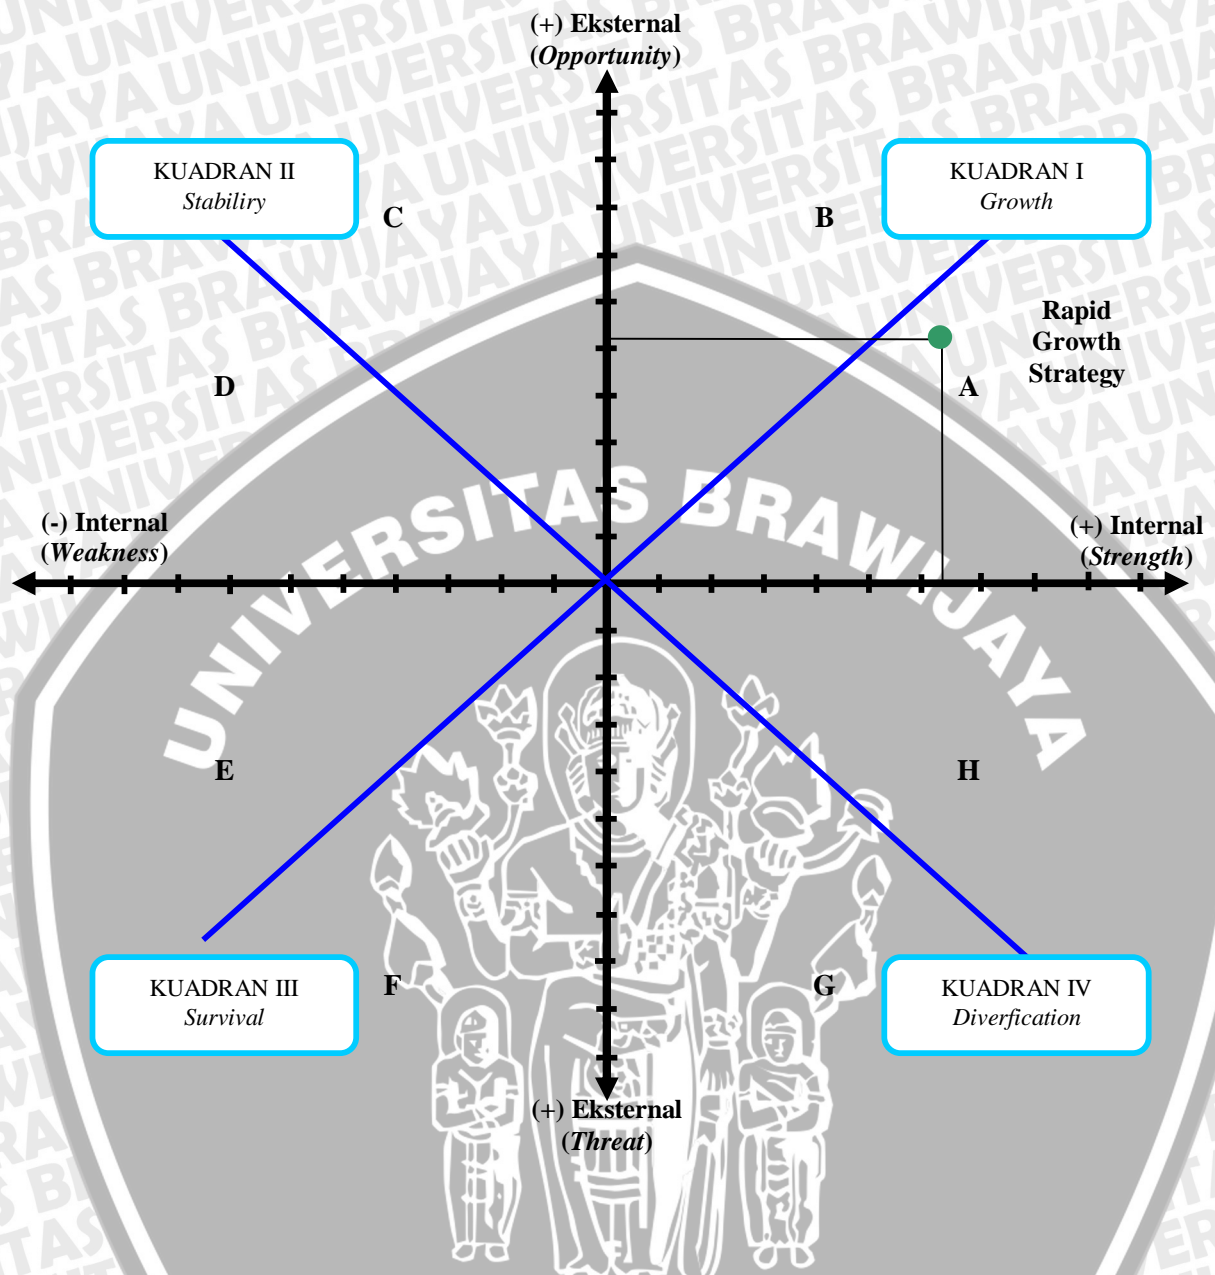 (+) Eksternal
(Opportunity)
KUADRAN II
Stabiliry
KUADRAN I
Growth
C
B
Rapid
Growth
Strategy
D
A
(-) Internal
(Weakness)
(+) Internal
(Strength)
UNIVERSITAS BRAWIJAYA
E
H
KUADRAN III
Survival
F
G
KUADRAN IV
Diverfication
(+) Eksternal
(Threat)